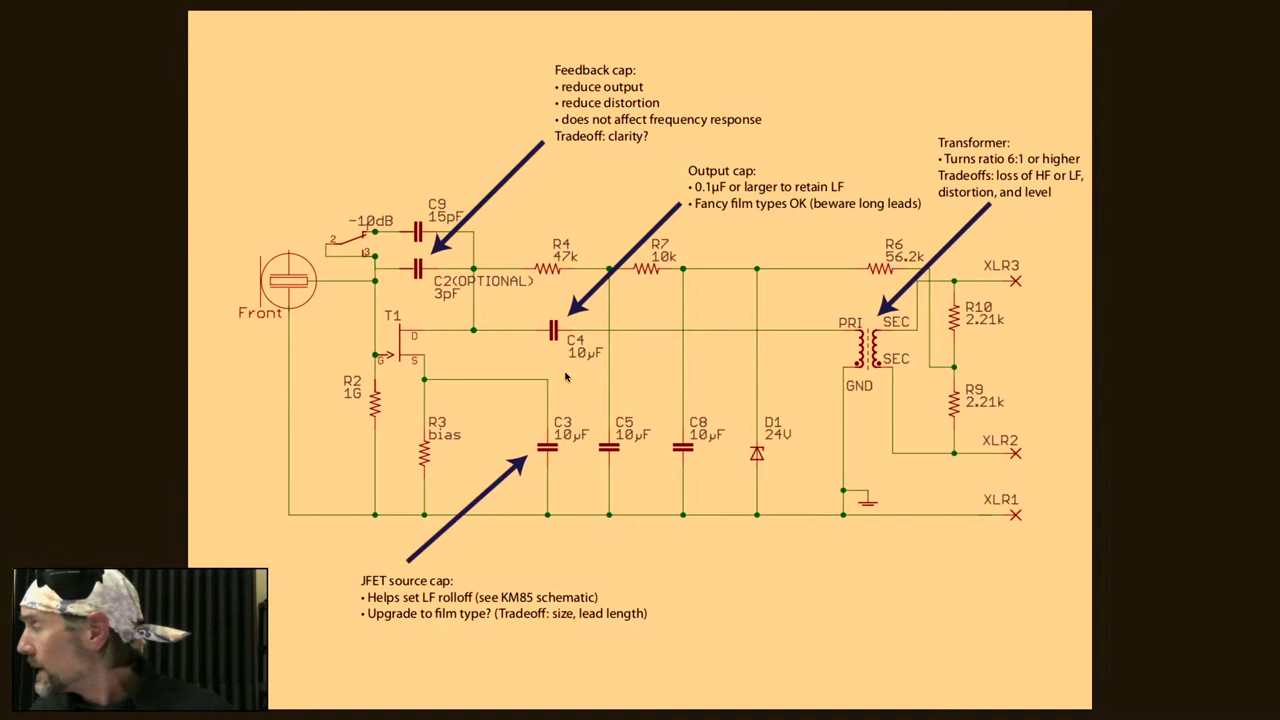 Feedback cap:
• reduce output
• reduce distortion
• does not affect frequency response
Tradeoff: clarity?
Transformer:
• Turns ratio 6:1 or higher
Tradeoffs: loss of HF or LF,
distortion, and level
Output cap:
• 0.1µF or larger to retain LF
• Fancy film types OK (beware long leads)
C9
15pF
-10dB
2
3
R4
47k
R7
10k
R6
56.2k
XLR3
C2(OPTIONAL)
3pF
Front
R10
2.21k
T1
D
G
S
C4
10µF
PRI
SEC
SEC
GND
R2
1G
R9
2.21k
R3
bias
C3
10µF
C5
10µF
C8
10µF
D1
24V
XLR2
XLR1
JFET source cap:
• Helps set LF rolloff (see KM85 schematic)
• Upgrade to film type? (Tradeoff: size, lead length)